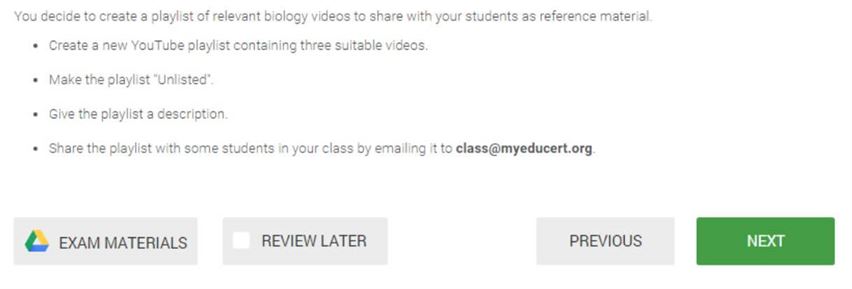 You decide to create a playlist of relevant biology videos to share with your students as reference material.
• Create a new YouTube playlist containing three suitable videos.
• Make the playlist "Unlisted".
• Give the playlist a description.
• Share the playlist with some students in your class by emailing it to class@myeducert.org.
EXAM MATERIALS REVIEW LATER PREVIOUS NEXT